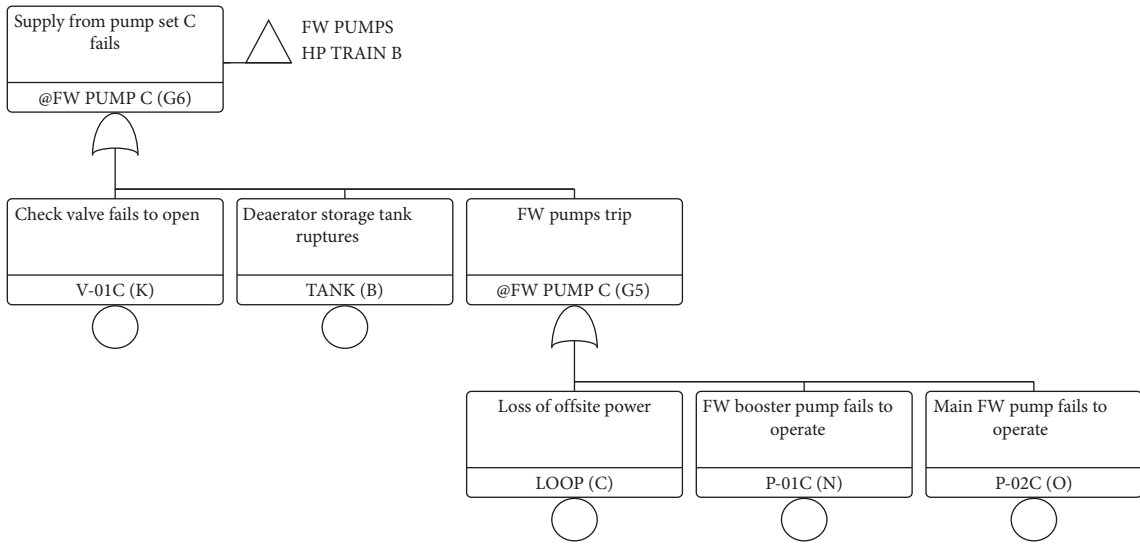 Supply from pump set C
fails
@FW PUMP C (G6)
FW PUMPS
HP TRAIN B
Check valve fails to open
V-01C (K)
Deaerator storage tank
ruptures
TANK (B)
FW pumps trip
@FW PUMP C (G5)
Loss of offsite power
LOOP (C)
FW booster pump fails to
operate
P-01C (N)
Main FW pump fails to
operate
P-02C (O)